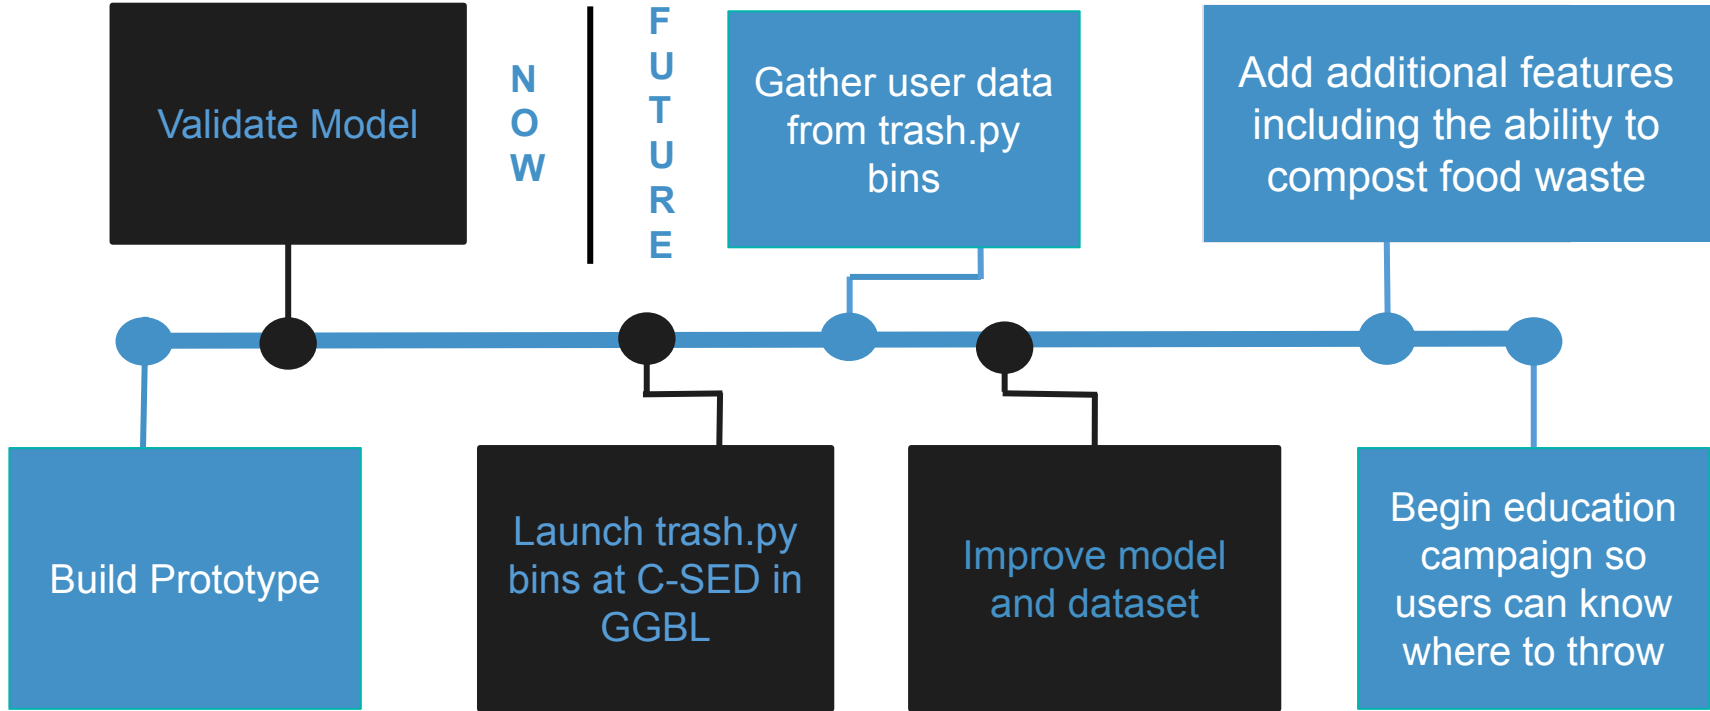 Validate Model
N
O
W
F
U
T
U
R
E
Gather user data
from trash.py
bins
Add additional features
including the ability to
compost food waste
Build Prototype
Launch trash.py
bins at C-SED in
GGBL
Improve model
and dataset
Begin education
campaign so
users can know
where to throw